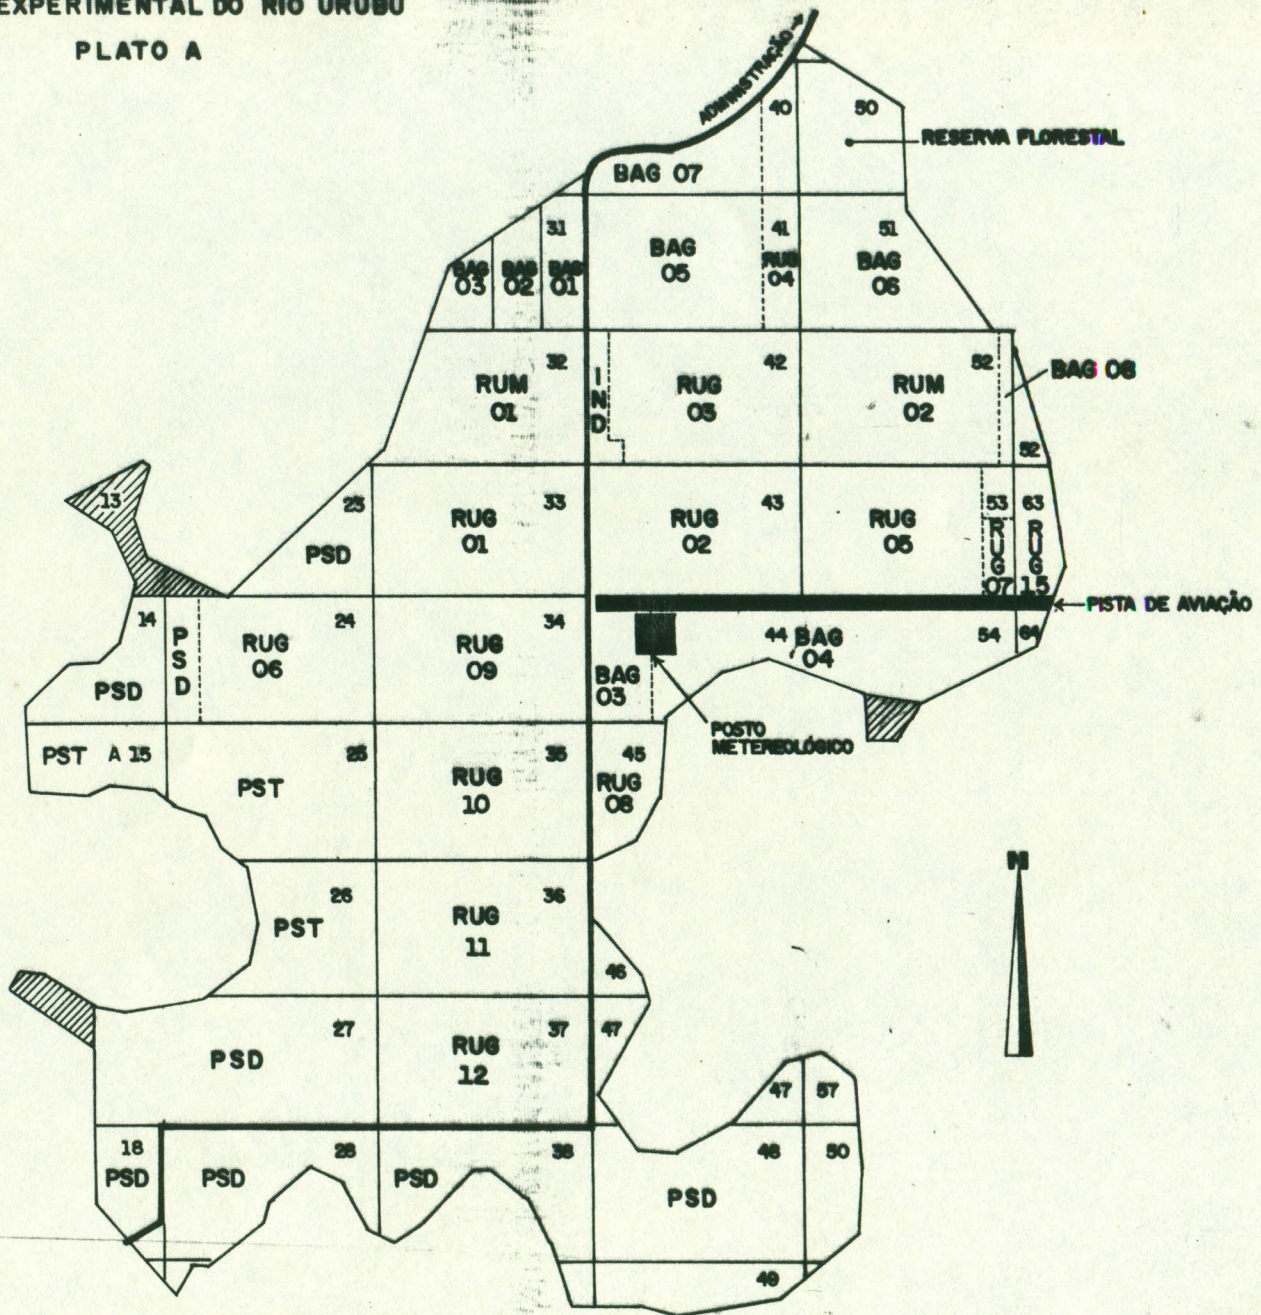 EXPERIMENTAL DO RIO URUBU
PLATO A
ADMINISTRAÇÃO
40
50
RESERVA FLORESTAL
BAG 07
31
41
51
BAG
03
BAG
02
BAG
01
BAG
05
RUG
04
BAG
06
32
42
52
RUM
01
IND
RUG
03
RUM
02
BAG 08
52
13
23
33
43
53
63
PSD
RUG
01
RUG
02
RUG
05
RUG
07
RUG
15
PISTA DE AVIAÇÃO
14
24
34
44
54
64
PSD
PSD
RUG
06
RUG
09
BAG
03
BAG
04
POSTO
METEREOLÓGICO
PST A 15
25
35
45
PST
RUG
10
RUG
08
N
26
36
PST
RUG
11
46
27
37
47
PSD
RUG
12
47
57
18
28
38
48
50
PSD
PSD
PSD
PSD
49